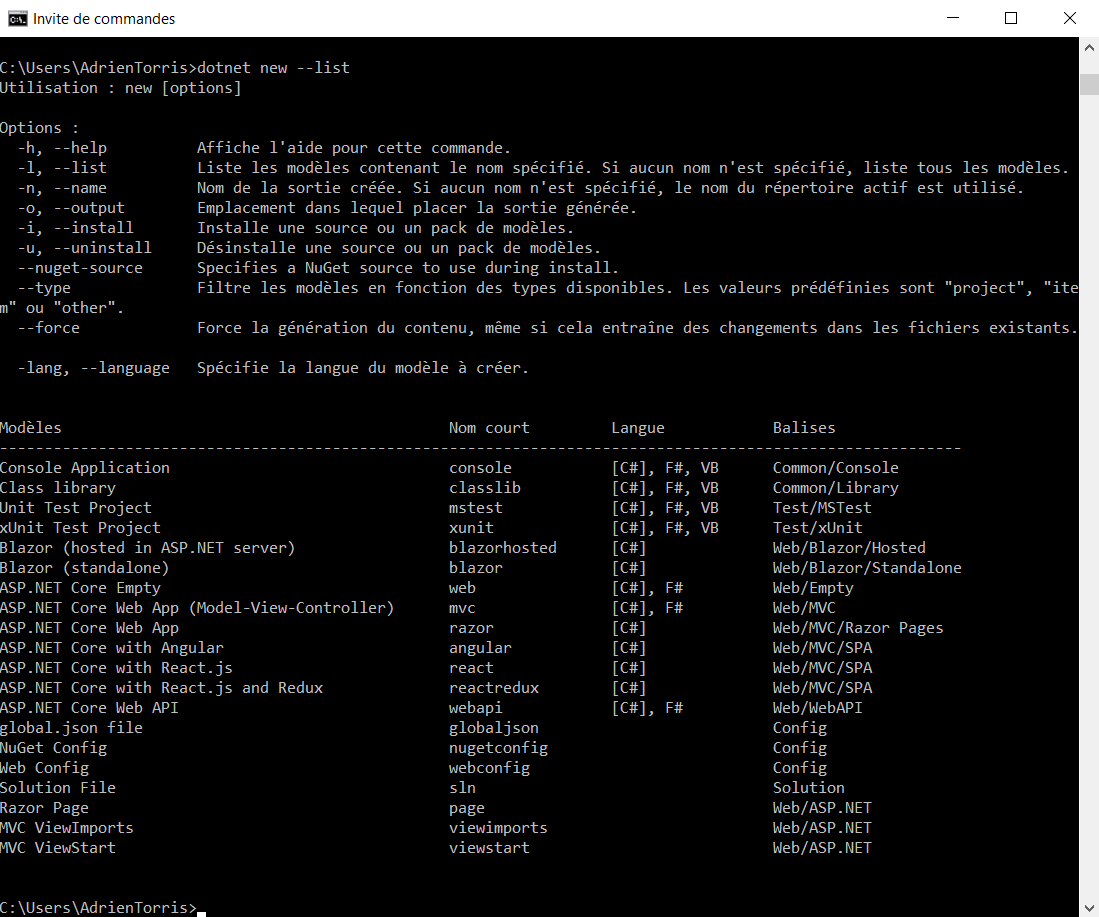 Invite de commandes
C:\Users\AdrienTorris>dotnet new --list
Utilisation : new [options]
Options :
-h, --help Affiche l'aide pour cette commande.
-l, --list Liste les modèles contenant le nom spécifié. Si aucun nom n'est spécifié, liste tous les modèles.
-n, --name Nom de la sortie créée. Si aucun nom n'est spécifié, le nom du répertoire actif est utilisé.
-o, --output Emplacement dans lequel placer la sortie générée.
-i, --install Installe une source ou un pack de modèles.
-u, --uninstall Désinstalle une source ou un pack de modèles.
--nuget-source Specifies a NuGet source to use during install.
--type Filtre les modèles en fonction des types disponibles. Les valeurs prédéfinies sont "project", "ite
m" ou "other".
--force Force la génération du contenu, même si cela entraîne des changements dans les fichiers existants.
-lang, --language Spécifie la langue du modèle à créer.
Modèles Nom court Langue Balises
-----------------------------------------------------------------------------------------------------------
Console Application console [C#], F#, VB Common/Console
Class library classlib [C#], F#, VB Common/Library
Unit Test Project mstest [C#], F#, VB Test/MSTest
xUnit Test Project xunit [C#], F#, VB Test/xUnit
Blazor (hosted in ASP.NET server) blazorhosted [C#] Web/Blazor/Hosted
Blazor (standalone) blazor [C#] Web/Blazor/Standalone
ASP.NET Core Empty web [C#], F# Web/Empty
ASP.NET Core Web App (Model-View-Controller) mvc [C#], F# Web/MVC
ASP.NET Core Web App razor [C#] Web/MVC/Razor Pages
ASP.NET Core with Angular angular [C#] Web/MVC/SPA
ASP.NET Core with React.js react [C#] Web/MVC/SPA
ASP.NET Core with React.js and Redux reactredux [C#] Web/MVC/SPA
ASP.NET Core Web API webapi [C#], F# Web/WebAPI
global.json file globaljson Config
NuGet Config nugetconfig Config
Web Config webconfig Config
Solution File sln Solution
Razor Page page Web/ASP.NET
MVC ViewImports viewimports Web/ASP.NET
MVC ViewStart viewstart Web/ASP.NET
C:\Users\AdrienTorris>